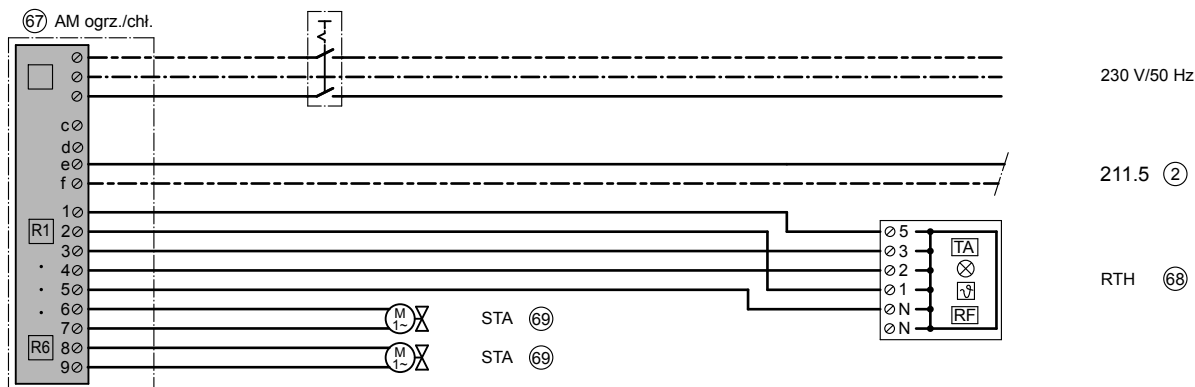 67 AM ogrz./chł.
230 V/50 Hz
c
d
e
f
211.5 2
1
R1 2
3
4
5
6
7
R6 8
9
5
3 TA
2
1 ϑ
N RF
N
RTH 68
M
1~
STA 69
M
1~
STA 69